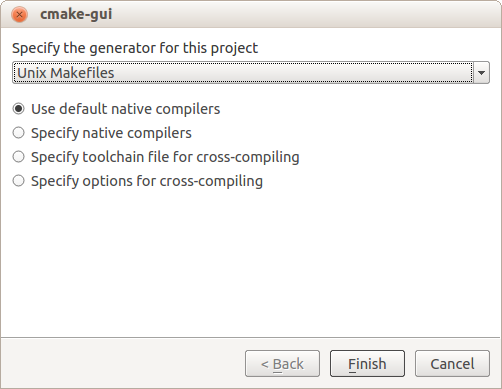 cmake-gui
Specify the generator for this project
Unix Makefiles
Use default native compilers
Specify native compilers
Specify toolchain file for cross-compiling
Specify options for cross-compiling
< Back Finish Cancel